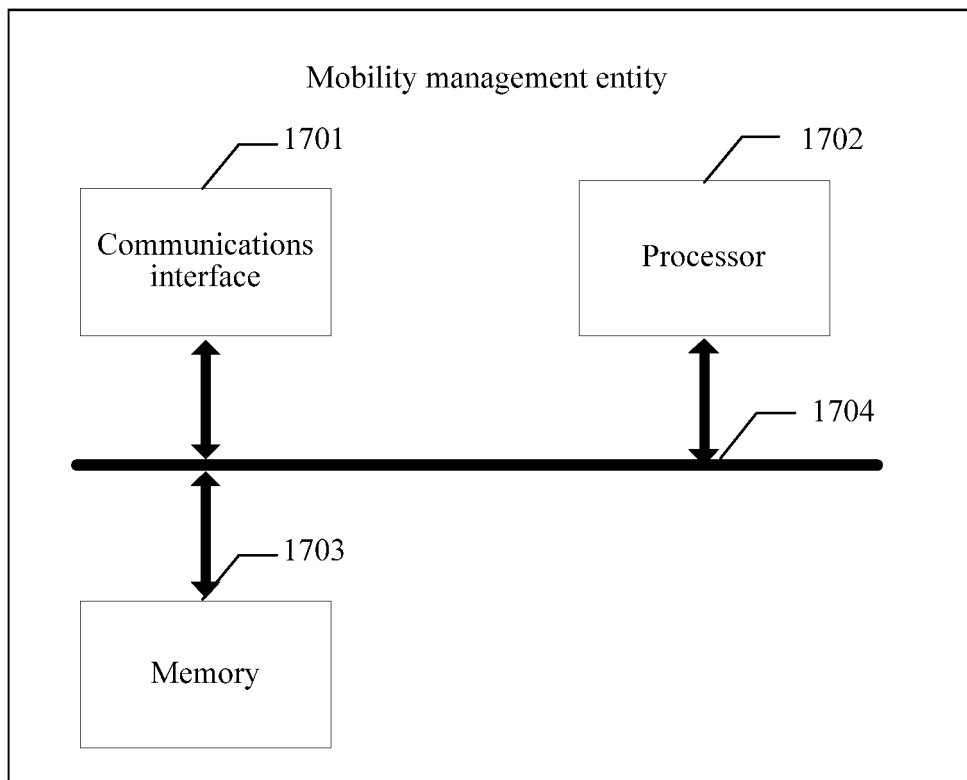 Mobility management entity
1701
1702
Communications
interface
Processor
1704
1703
Memory